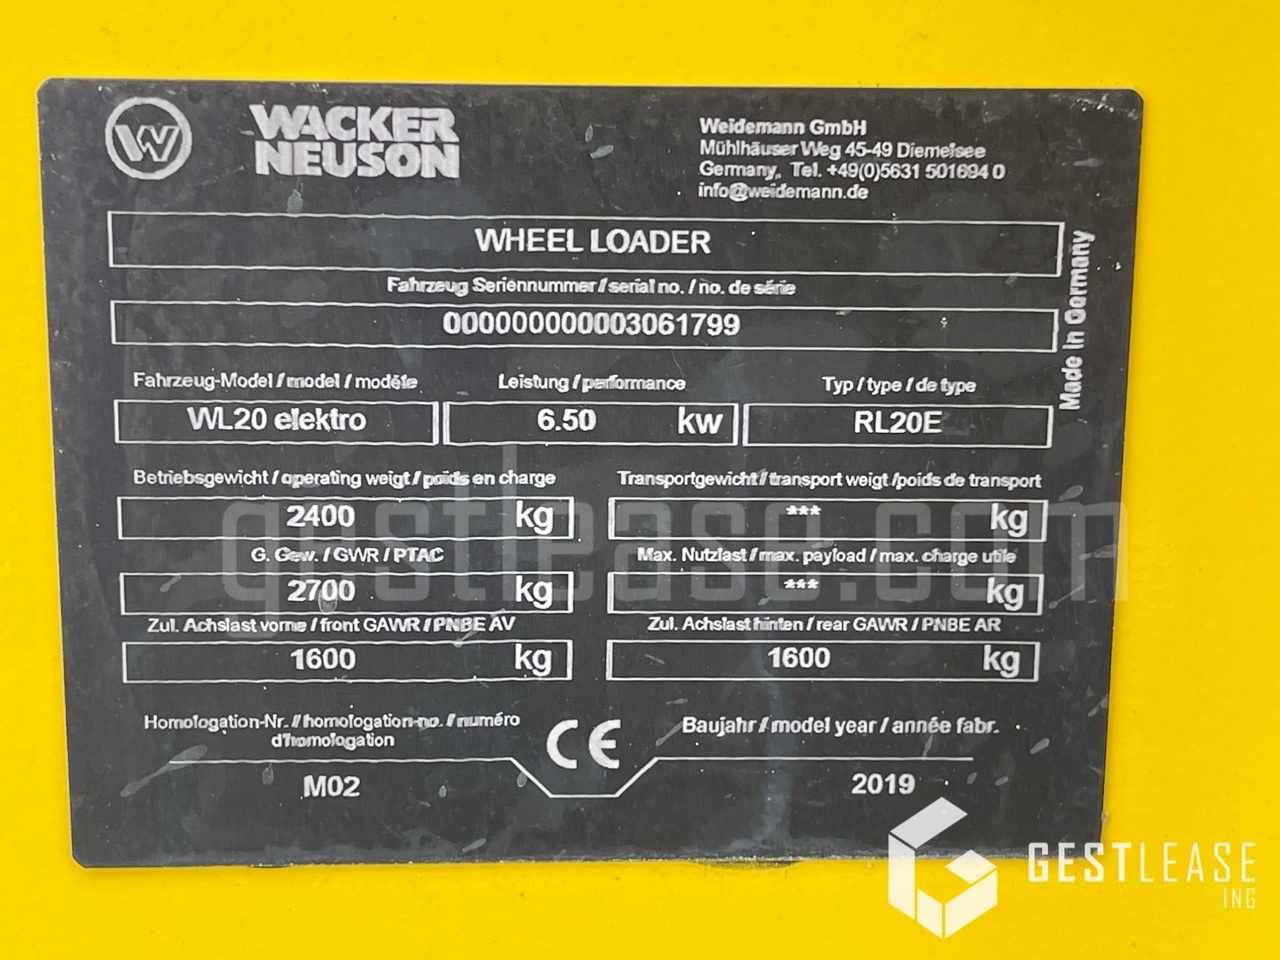 WACKER
NEUSON
Weidemann GmbH
Mühlhäuser Weg 45-49 Diemelsee
Germany, Tel. +49(0)5631 501694 0
info@weidemann.de
WHEEL LOADER
Made in Germany
Fahrzeug Seriennummer / serial no. / no. de série
000000000003061799
Fahrzeug-Model / model / modèle
Leistung / performance
Typ / type / de type
WL20 elektro
6.50 kw
RL20E
Betriebsgewicht / operating weigt / poids en charge
Transportgewicht / transport weigt /poids de transport
2400 kg
*** kg
gestlease.com
G. Gew. / GWR / PTAC
Max. Nutzlast / max. payload / max. charge utile
2700 kg
*** kg
Zul. Achslast vorne / front GAWR / PNBE AV
Zul. Achslast hinten / rear GAWR / PNBE AR
1600 kg
1600 kg
Homologation-Nr. // homologation-no. / numéro
d'homologation
CE
Baujahr / model year / année fabr.
M02
2019
GESTLEASE
ING